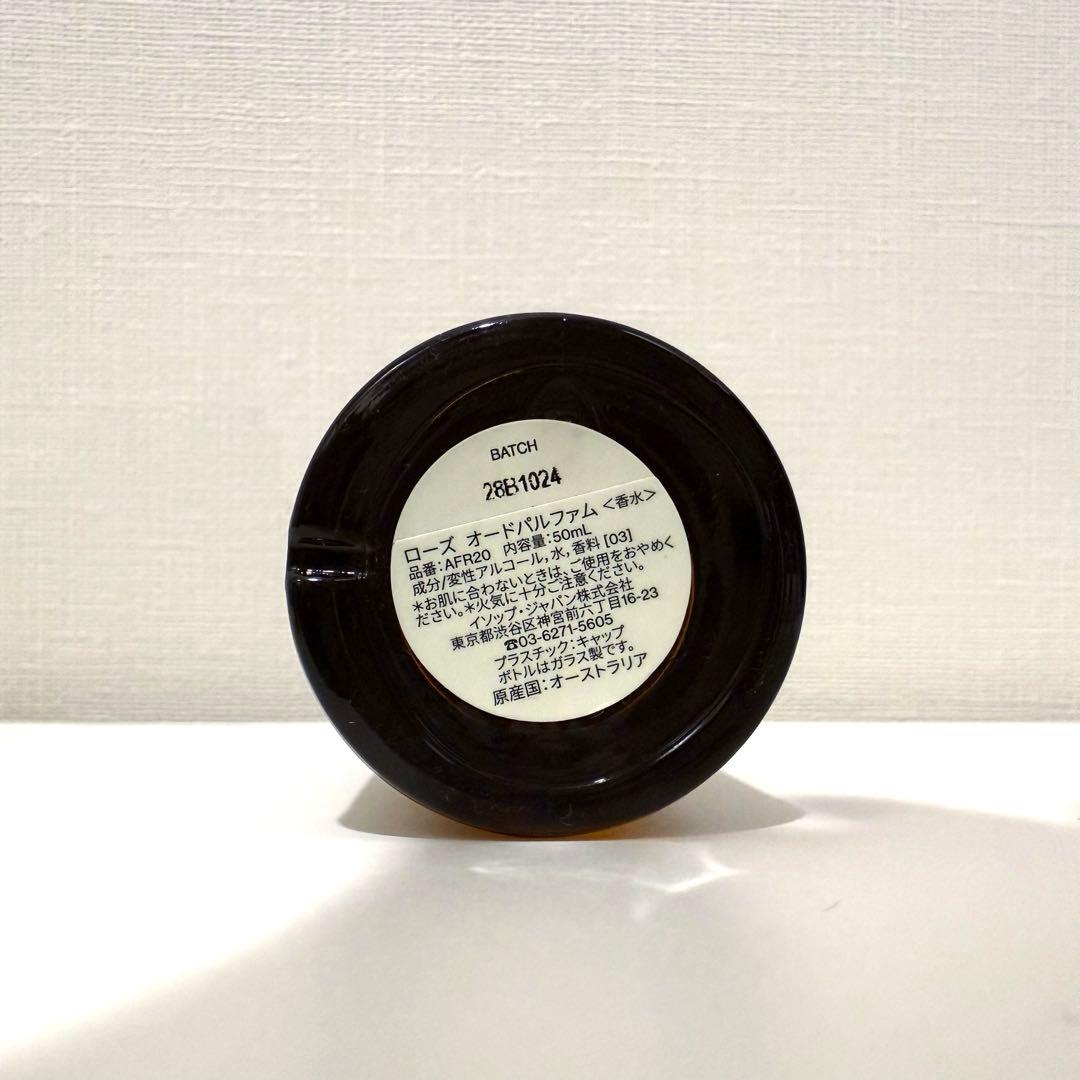 BATCH
28B1024
ローズ オードパルファム <香水>
品番:AFR20 内容量:50mL
成分/変性アルコール,水,香料 [03]
*お肌に合わないときは、ご使用をおやめく
ださい。*火気に十分ご注意ください。
イソップ・ジャパン株式会社
東京都渋谷区神宮前六丁目16-23
☎03-6271-5605
プラスチック:キャップ
ボトルはガラス製です。
原産国:オーストラリア